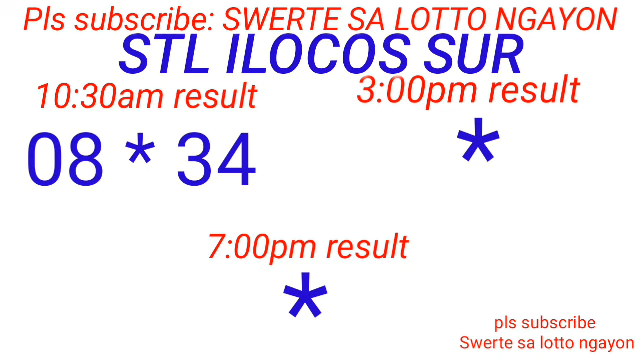 Pls subscribe: SWERTE SA LOTTO NGAYON
STL ILOCOS SUR
10:30am result
3:00pm result
08 * 34
*
7:00pm result
*
pls subscribe
Swerte sa lotto ngayon